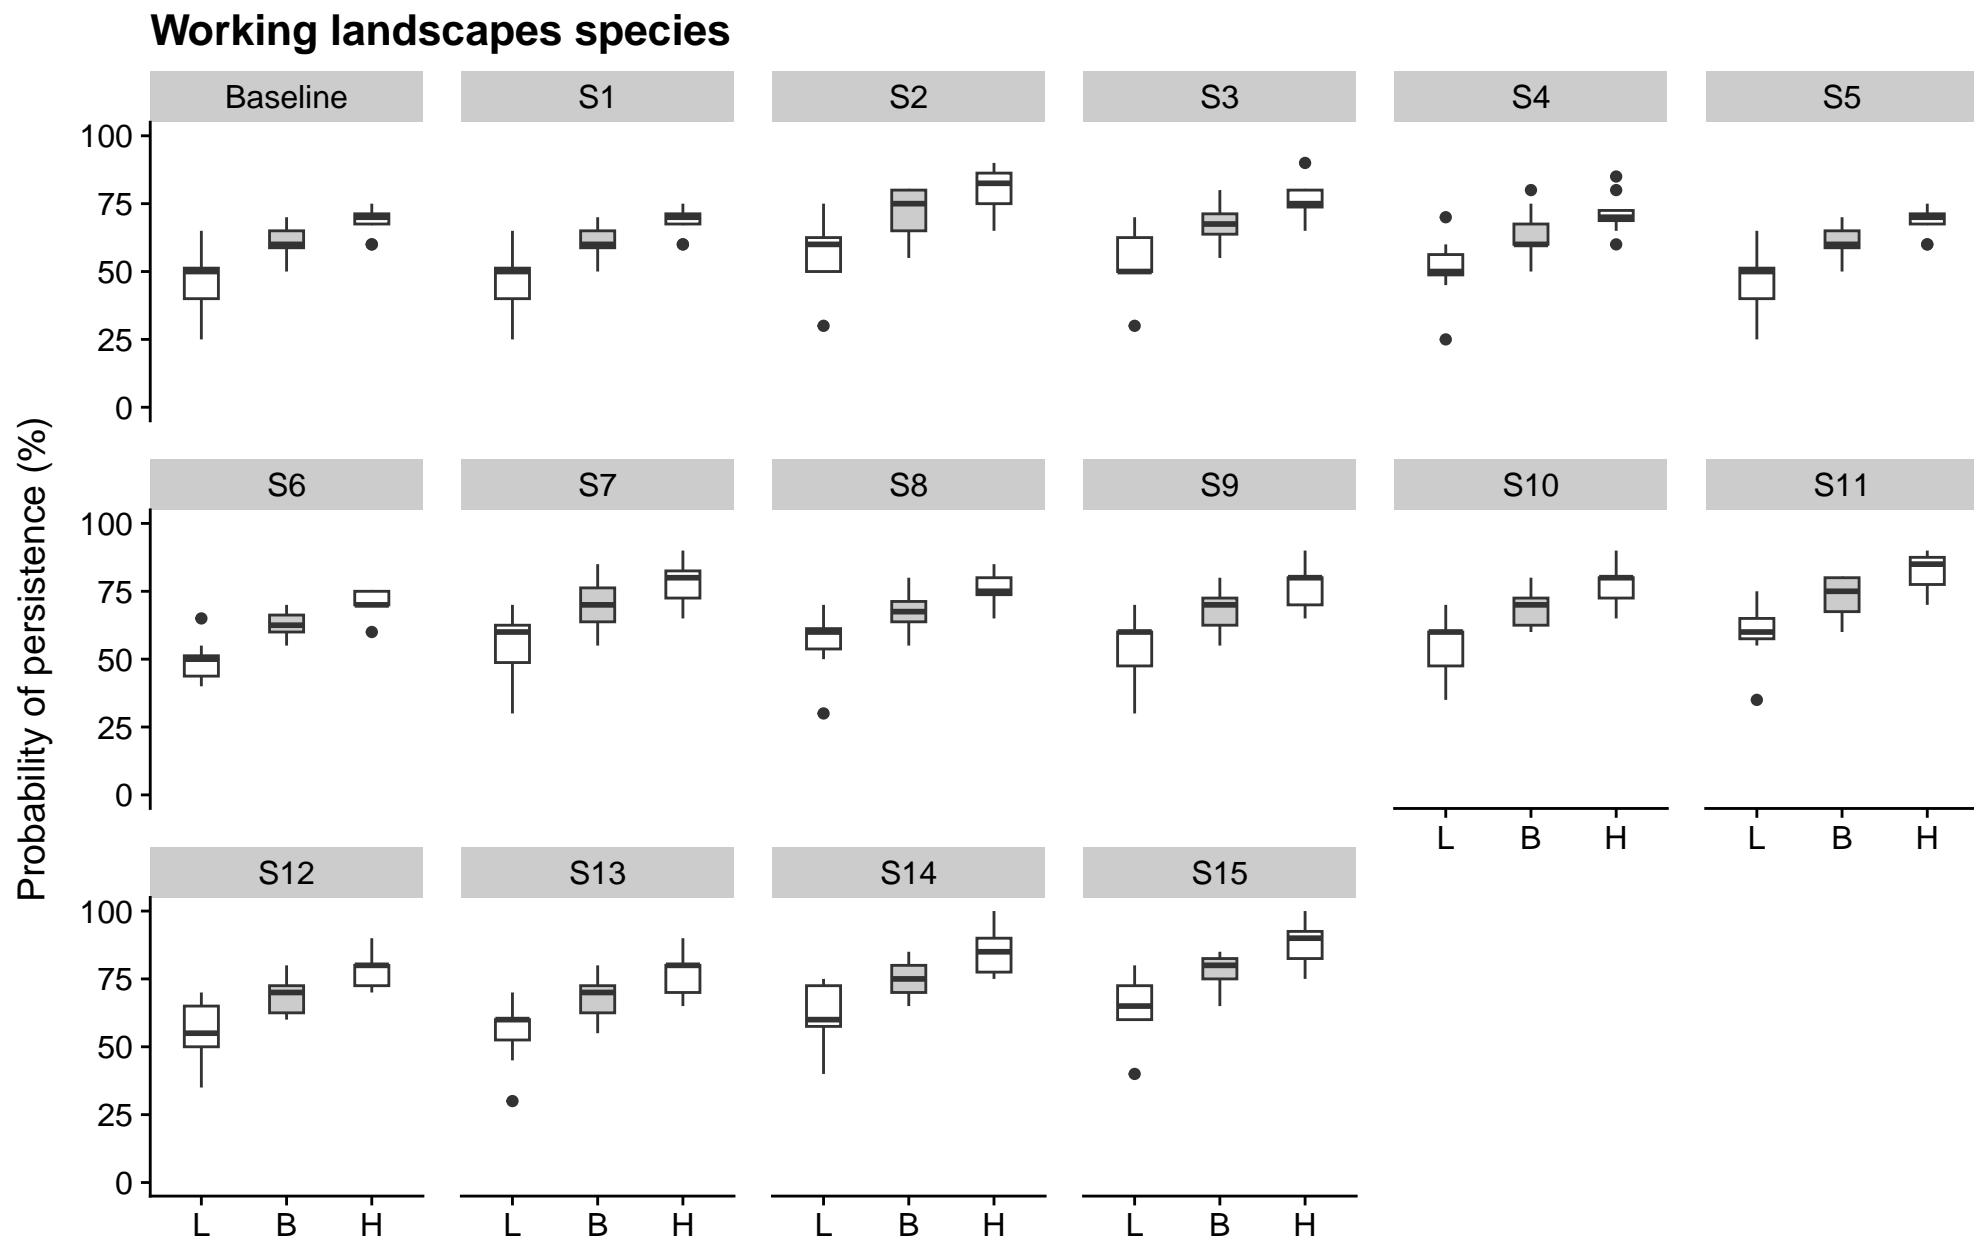 Working landscapes species
Baseline S1 S2 S3 S4 S5
100
75
50
25
0
Probability of persistence (%)
S6 S7 S8 S9 S10 S11
100
75
50
25
0
L B H L B H
S12 S13 S14 S15
100
75
50
25
0
L B H L B H L B H L B H